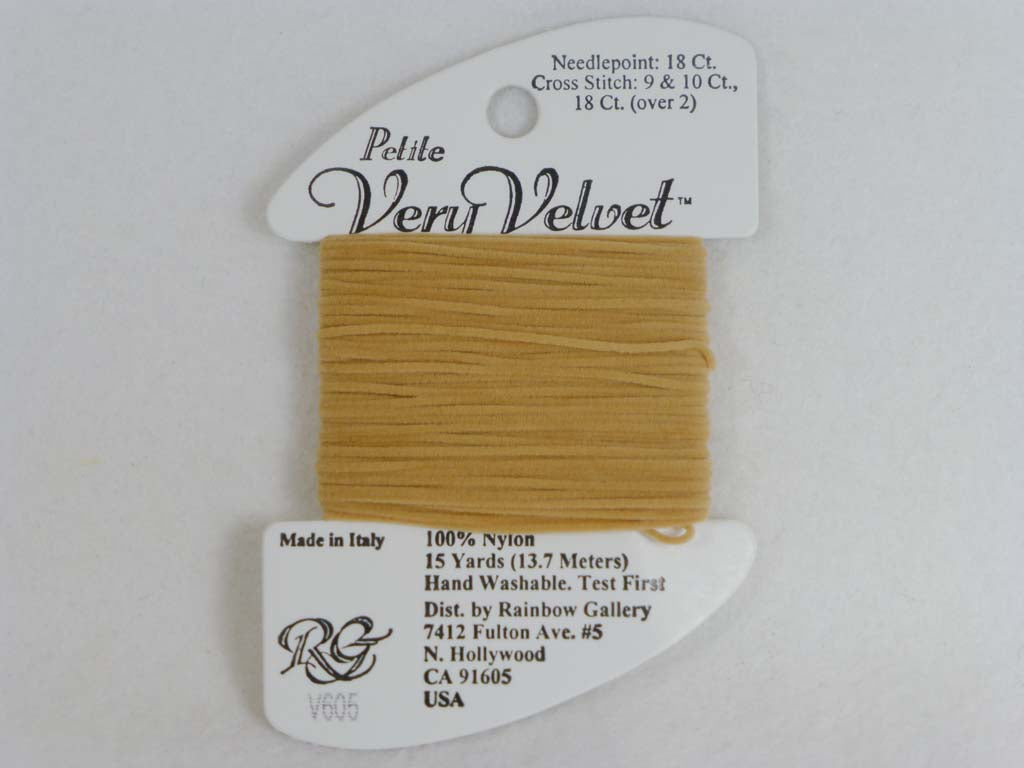 Needlepoint: 18 Ct.
Cross Stitch: 9 & 10 Ct.,
18 Ct. (over 2)
Petite
Very Velvet™
Made in Italy
100% Nylon
15 Yards (13.7 Meters)
Hand Washable. Test First
Dist. by Rainbow Gallery
7412 Fulton Ave. #5
N. Hollywood
CA 91605
USA
RG
V605